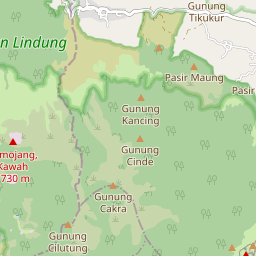 Gunung
Tikukur
n Lindung
Pasir Maung
Pasir
Gunung
Kancing
mojang,
Kawah
730 m
Gunung
Cinde
Gunung
Cakra
Gunung
Cilutung